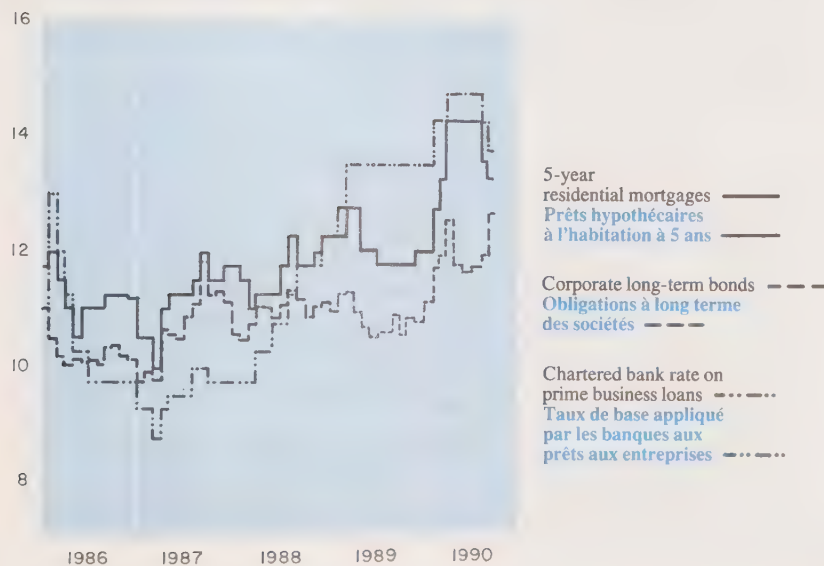 16
14
12
10
8
1986 1987 1988 1989 1990
5-year
residential mortgages
Prêts hypothécaires
à l'habitation à 5 ans
Corporate long-term bonds
Obligations à long terme
des sociétés
Chartered bank rate on
prime business loans
Taux de base appliqué
par les banques aux
prêts aux entreprises